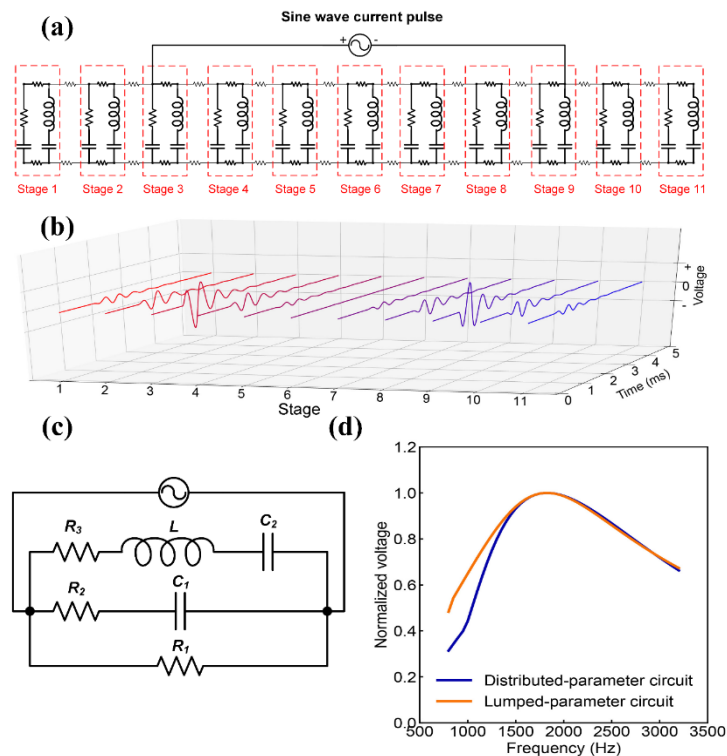 (a)
Sine wave current pulse
+ -
Stage 1 Stage 2 Stage 3 Stage 4 Stage 5 Stage 6 Stage 7 Stage 8 Stage 9 Stage 10 Stage 11
(b)
+
0
-
Voltage
1 2 3 4 5 6 7 8 9 10 11
Stage
0 1 2 3 4 5
Time (ms)
(c)
R3 L C2
R2 C1
R1
(d)
1.2
1.0
0.8
0.6
0.4
0.2
0.0
Normalized voltage
Distributed-parameter circuit
Lumped-parameter circuit
500 1000 1500 2000 2500 3000 3500
Frequency (Hz)